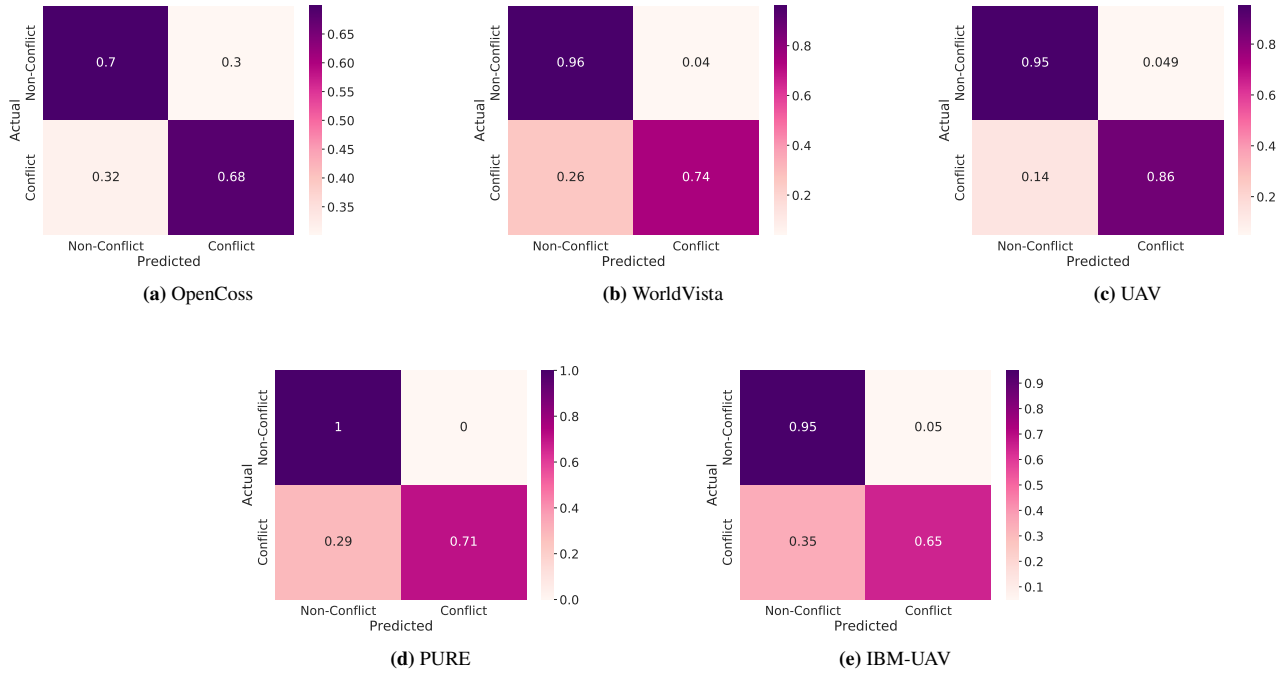 Actual
Non-Conflict
Conflict
0.7
0.3
0.32
0.68
Non-Conflict
Conflict
Predicted
0.65
0.60
0.55
0.50
0.45
0.40
0.35
(a) OpenCoss
Actual
Non-Conflict
Conflict
0.96
0.04
0.26
0.74
Non-Conflict
Conflict
Predicted
0.8
0.6
0.4
0.2
(b) WorldVista
Actual
Non-Conflict
Conflict
0.95
0.049
0.14
0.86
Non-Conflict
Conflict
Predicted
0.8
0.6
0.4
0.2
(c) UAV
Actual
Non-Conflict
Conflict
1
0
0.29
0.71
Non-Conflict
Conflict
Predicted
1.0
0.8
0.6
0.4
0.2
0.0
(d) PURE
Actual
Non-Conflict
Conflict
0.95
0.05
0.35
0.65
Non-Conflict
Conflict
Predicted
0.9
0.8
0.7
0.6
0.5
0.4
0.3
0.2
0.1
(e) IBM-UAV